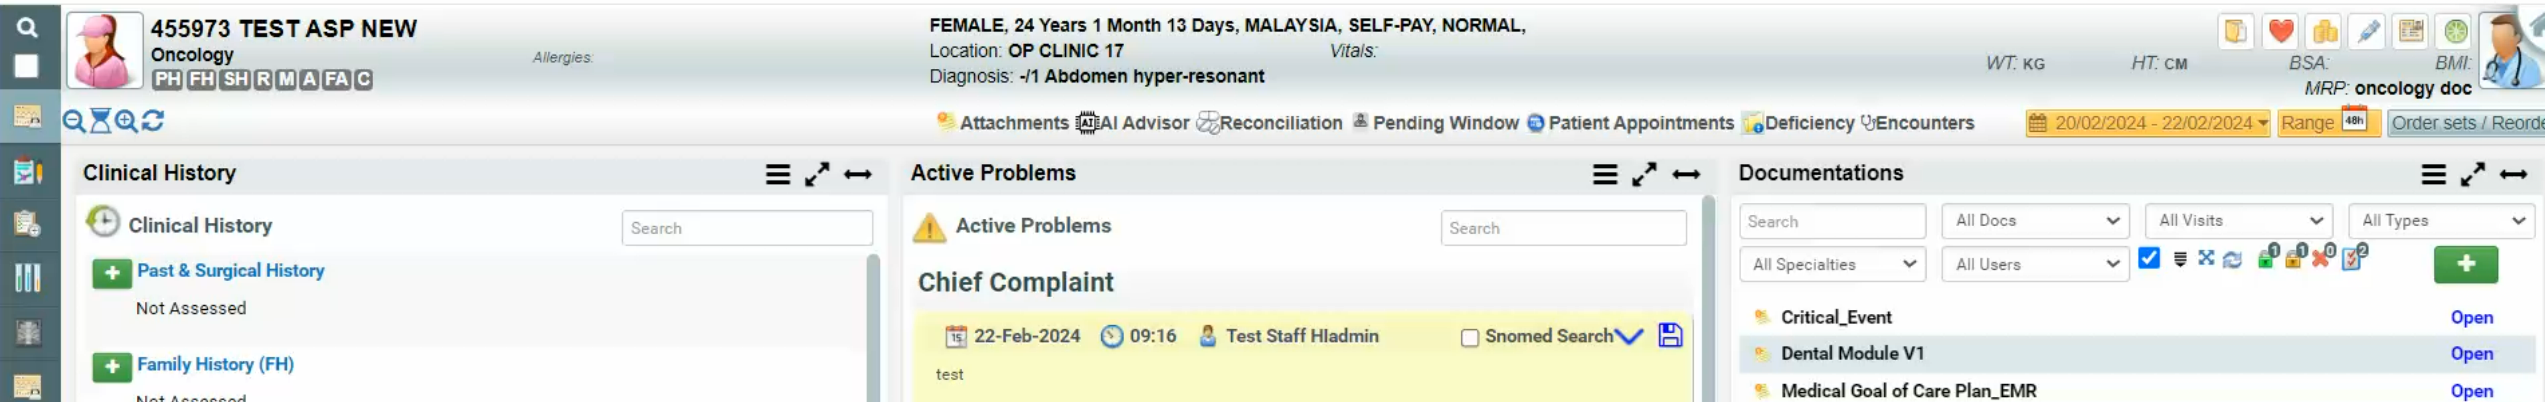 455973 TEST ASP NEW
Oncology
Allergies:
PH FH SH R M A FA C
FEMALE, 24 Years 1 Month 13 Days, MALAYSIA, SELF-PAY, NORMAL,
Location: OP CLINIC 17 Vitals:
Diagnosis: -/1 Abdomen hyper-resonant
WT: KG HT: CM BSA: BMI:
MRP: oncology doc
Attachments AI AI Advisor Reconciliation Pending Window Patient Appointments Deficiency Encounters
20/02/2024 - 22/02/2024 Range 48h Order sets / Reorde
Clinical History
Clinical History Search
Past & Surgical History
Not Assessed
Family History (FH)
Not Assessed
Active Problems
Active Problems Search
Chief Complaint
15 22-Feb-2024 09:16 Test Staff Hladmin Snomed Search
test
Documentations
Search All Docs All Visits All Types
All Specialties All Users 1 1 0 2 +
Critical_Event Open
Dental Module V1 Open
Medical Goal of Care Plan_EMR Open